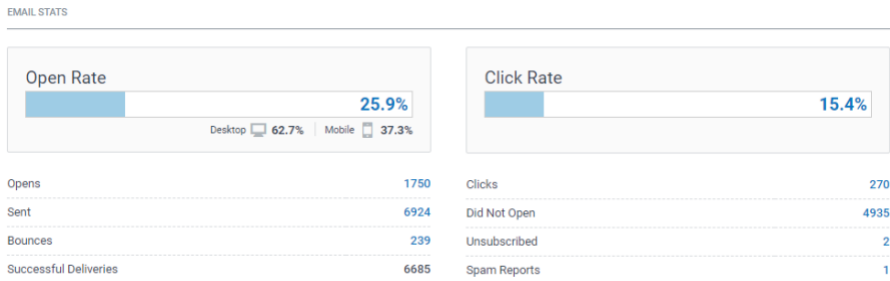 EMAIL STATS
Open Rate
25.9%
Desktop 62.7% Mobile 37.3%
Click Rate
15.4%
Opens 1750
Sent 6924
Bounces 239
Successful Deliveries 6685
Clicks 270
Did Not Open 4935
Unsubscribed 2
Spam Reports 1